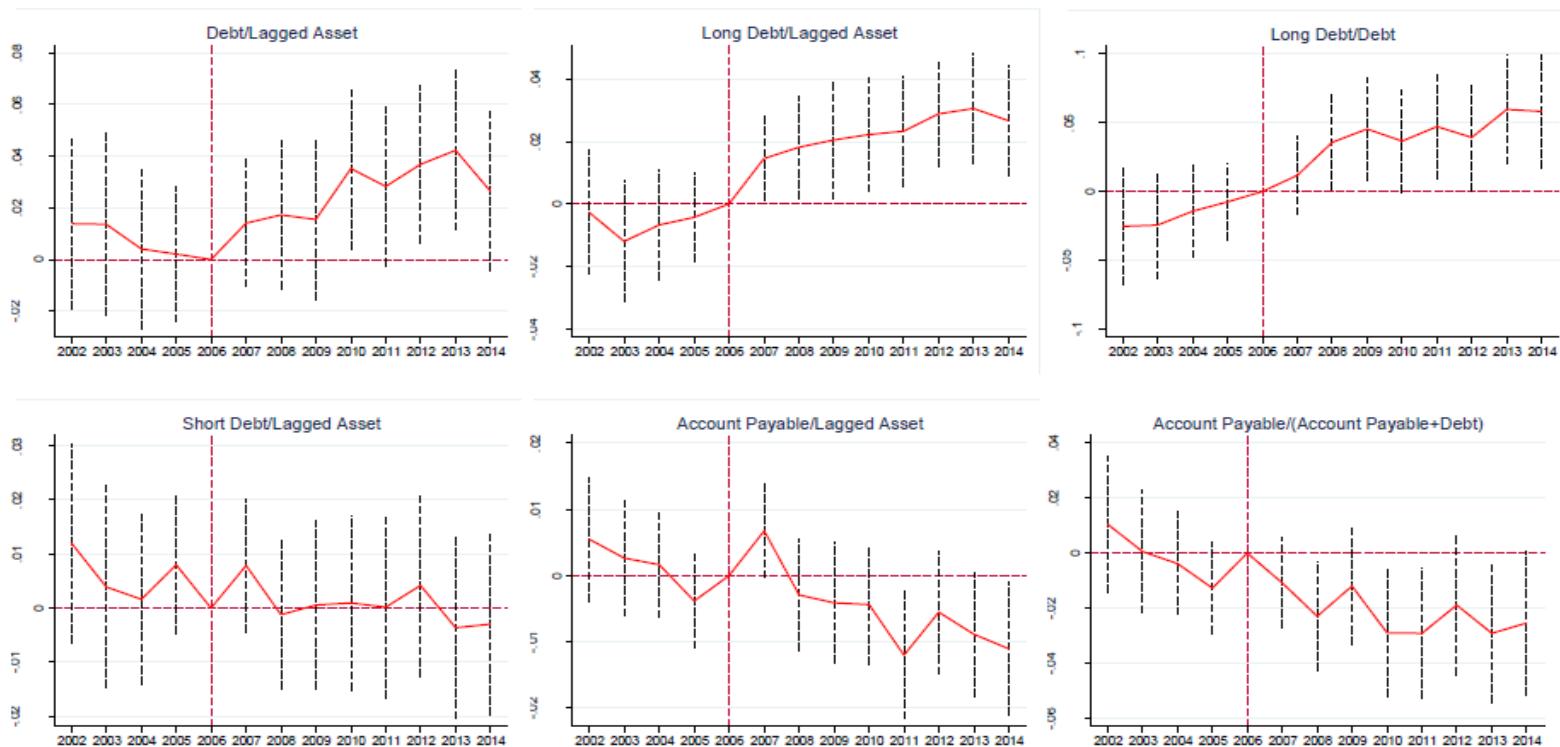 Debt/Lagged Asset
.08
.06
.04
.02
0
-.02
2002 2003 2004 2005 2006 2007 2008 2009 2010 2011 2012 2013 2014
Long Debt/Lagged Asset
.04
.02
0
-.02
-.04
2002 2003 2004 2005 2006 2007 2008 2009 2010 2011 2012 2013 2014
Long Debt/Debt
.1
.05
0
-.05
-.1
2002 2003 2004 2005 2006 2007 2008 2009 2010 2011 2012 2013 2014
Short Debt/Lagged Asset
.03
.02
.01
0
-.01
-.02
2002 2003 2004 2005 2006 2007 2008 2009 2010 2011 2012 2013 2014
Account Payable/Lagged Asset
.02
.01
0
-.01
-.02
2002 2003 2004 2005 2006 2007 2008 2009 2010 2011 2012 2013 2014
Account Payable/(Account Payable+Debt)
.04
.02
0
-.02
-.04
-.06
2002 2003 2004 2005 2006 2007 2008 2009 2010 2011 2012 2013 2014